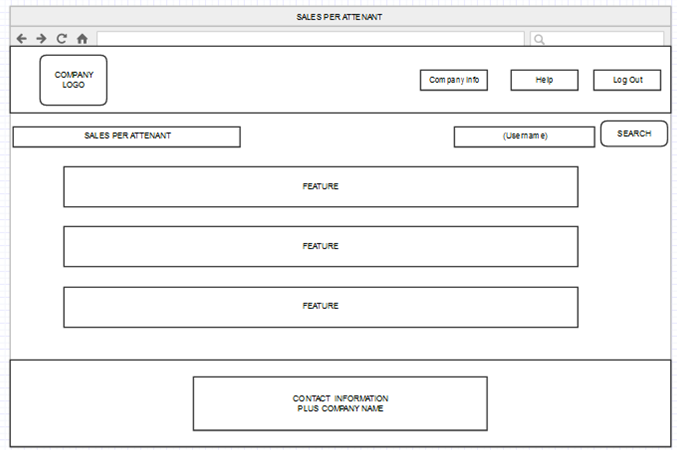 SALES PER ATTENANT
COMPANY
LOGO
Company Info
Help
Log Out
SALES PER ATTENANT
(Username)
SEARCH
FEATURE
FEATURE
FEATURE
CONTACT INFORMATION
PLUS COMPANY NAME